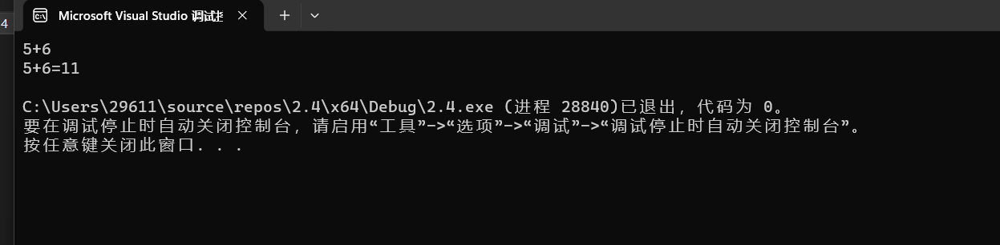 4
Microsoft Visual Studio 调试
5+6
5+6=11
C:\Users\29611\source\repos\2.4\x64\Debug\2.4.exe (进程 28840)已退出，代码为 0。
要在调试停止时自动关闭控制台，请启用“工具”->“选项”->“调试”->“调试停止时自动关闭控制台”。
按任意键关闭此窗口. . .